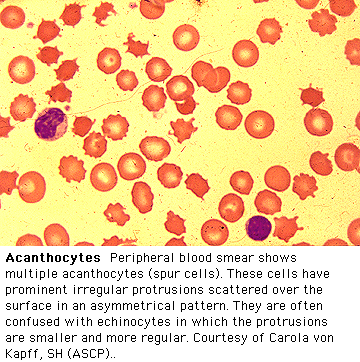 Acanthocytes Peripheral blood smear shows
multiple acanthocytes (spur cells). These cells have
prominent irregular protrusions scattered over the
surface in an asymmetrical pattern. They are often
confused with echinocytes in which the protrusions
are smaller and more regular. Courtesy of Carola von
Kapff, SH (ASCP)..